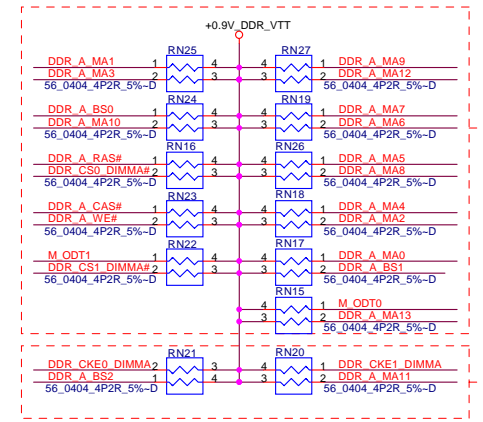 +0.9V_DDR_VTT
RN25 RN27
DDR_A_MA1 1 4 4 1 DDR_A_MA9
DDR_A_MA3 2 3 3 2 DDR_A_MA12
56_0404_4P2R_5%~D 56_0404_4P2R_5%~D
RN24 RN19
DDR_A_BS0 1 4 4 1 DDR_A_MA7
DDR_A_MA10 2 3 3 2 DDR_A_MA6
56_0404_4P2R_5%~D 56_0404_4P2R_5%~D
RN16 RN26
DDR_A_RAS# 1 4 4 1 DDR_A_MA5
DDR_CS0_DIMMA# 2 3 3 2 DDR_A_MA8
56_0404_4P2R_5%~D 56_0404_4P2R_5%~D
RN23 RN18
DDR_A_CAS# 1 4 4 1 DDR_A_MA4
DDR_A_WE# 2 3 3 2 DDR_A_MA2
56_0404_4P2R_5%~D 56_0404_4P2R_5%~D
RN22 RN17
M_ODT1 1 4 4 1 DDR_A_MA0
DDR_CS1_DIMMA# 2 3 3 2 DDR_A_BS1
56_0404_4P2R_5%~D 56_0404_4P2R_5%~D
RN15
4 1 M_ODT0
3 2 DDR_A_MA13
56_0404_4P2R_5%~D
RN21 RN20
DDR_CKE0_DIMMA 2 3 4 1 DDR_CKE1_DIMMA
DDR_A_BS2 1 4 3 2 DDR_A_MA11
56_0404_4P2R_5%~D 56_0404_4P2R_5%~D